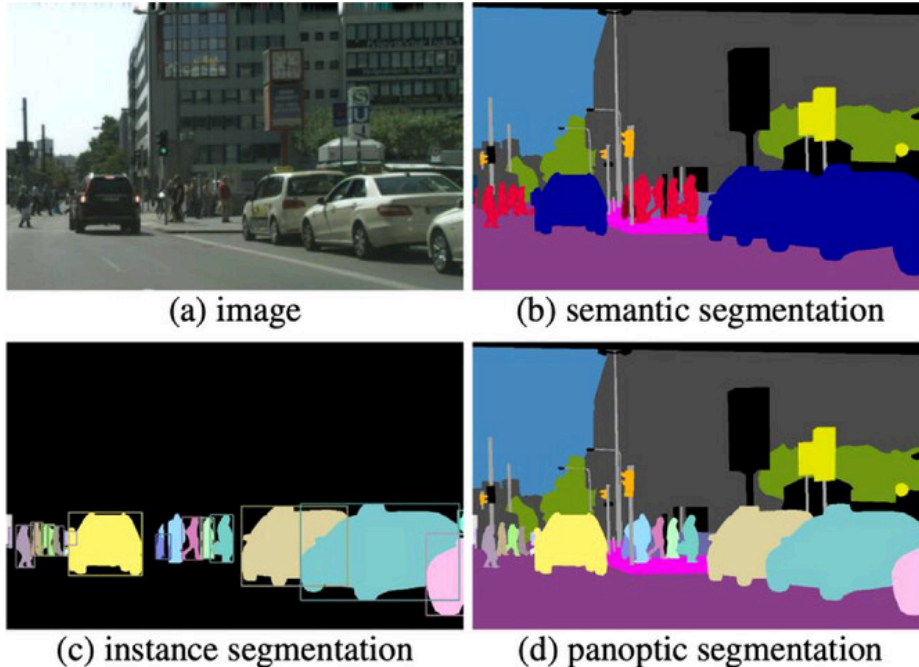 S
U
(a) image
(b) semantic segmentation
(c) instance segmentation
(d) panoptic segmentation